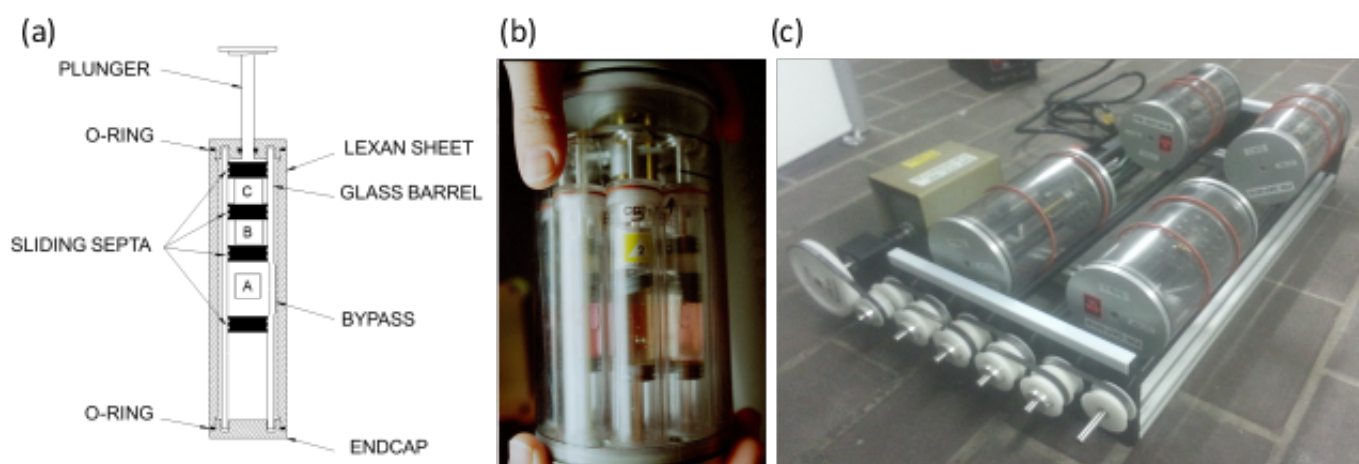 (a)
(b)
(c)
PLUNGER
O-RING
LEXAN SHEET
GLASS BARREL
C
B
SLIDING SEPTA
A
BYPASS
O-RING
ENDCAP